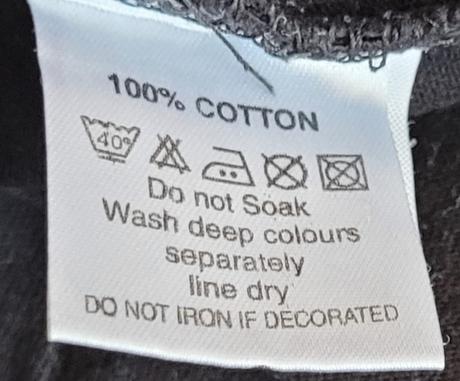 100% COTTON
40°
Do not Soak
Wash deep colours
separately
line dry
DO NOT IRON IF DECORATED